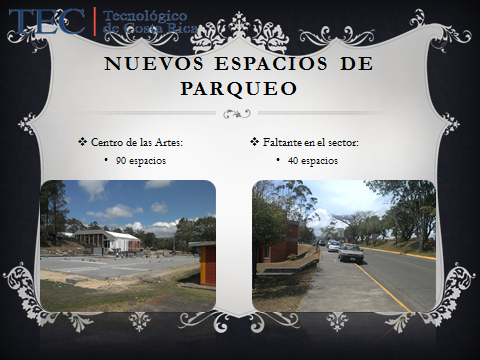 TEC | Tecnológico
de Costa Rica
NUEVOS ESPACIOS DE
PARQUEO
❖ Centro de las Artes:
• 90 espacios
❖ Faltante en el sector:
• 40 espacios